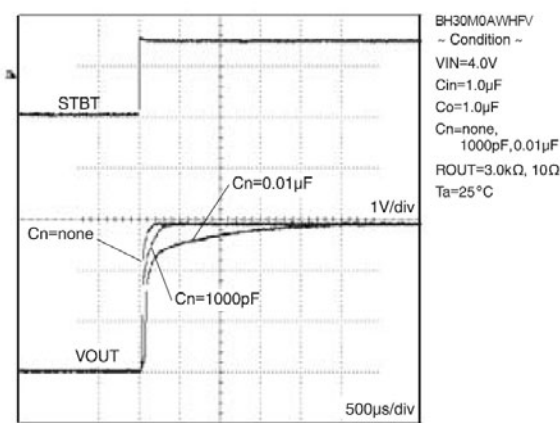 BH30M0AWHFV
~ Condition ~
VIN=4.0V
Cin=1.0µF
Co=1.0µF
Cn=none,
1000pF,0.01µF
ROUT=3.0kΩ, 10Ω
Ta=25°C
STBT
Cn=0.01µF
1V/div
Cn=none
Cn=1000pF
VOUT
500µs/div